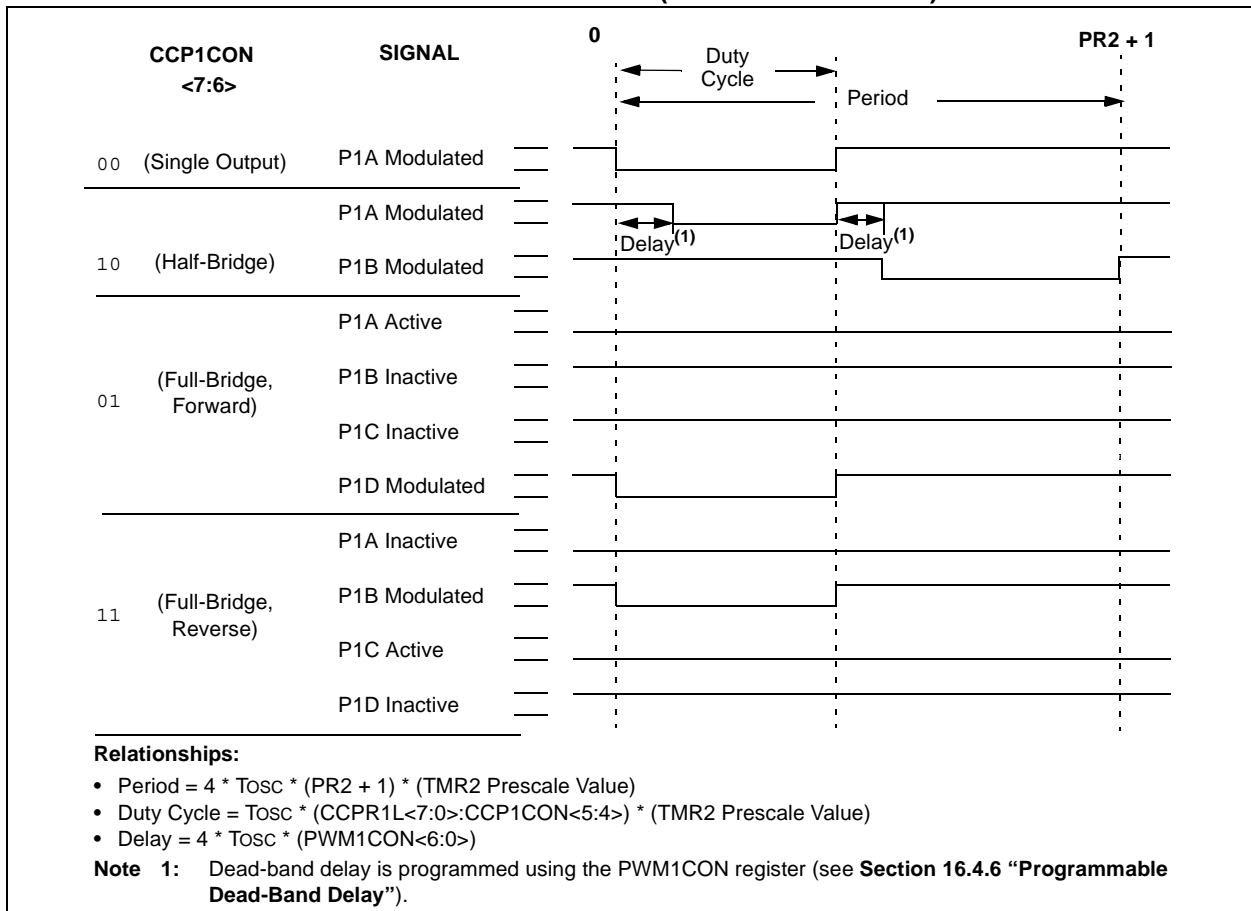 0
PR2 + 1
CCP1CON
<7:6>
SIGNAL
Duty
Cycle
Period
00 (Single Output) P1A Modulated
P1A Modulated
Delay(1) Delay(1)
10 (Half-Bridge) P1B Modulated
P1A Active
01 (Full-Bridge,
Forward)
P1B Inactive
P1C Inactive
P1D Modulated
P1A Inactive
11 (Full-Bridge,
Reverse)
P1B Modulated
P1C Active
P1D Inactive
Relationships:
• Period = 4 * TOSC * (PR2 + 1) * (TMR2 Prescale Value)
• Duty Cycle = TOSC * (CCPR1L<7:0>:CCP1CON<5:4>) * (TMR2 Prescale Value)
• Delay = 4 * TOSC * (PWM1CON<6:0>)
Note 1: Dead-band delay is programmed using the PWM1CON register (see Section 16.4.6 “Programmable
Dead-Band Delay”).